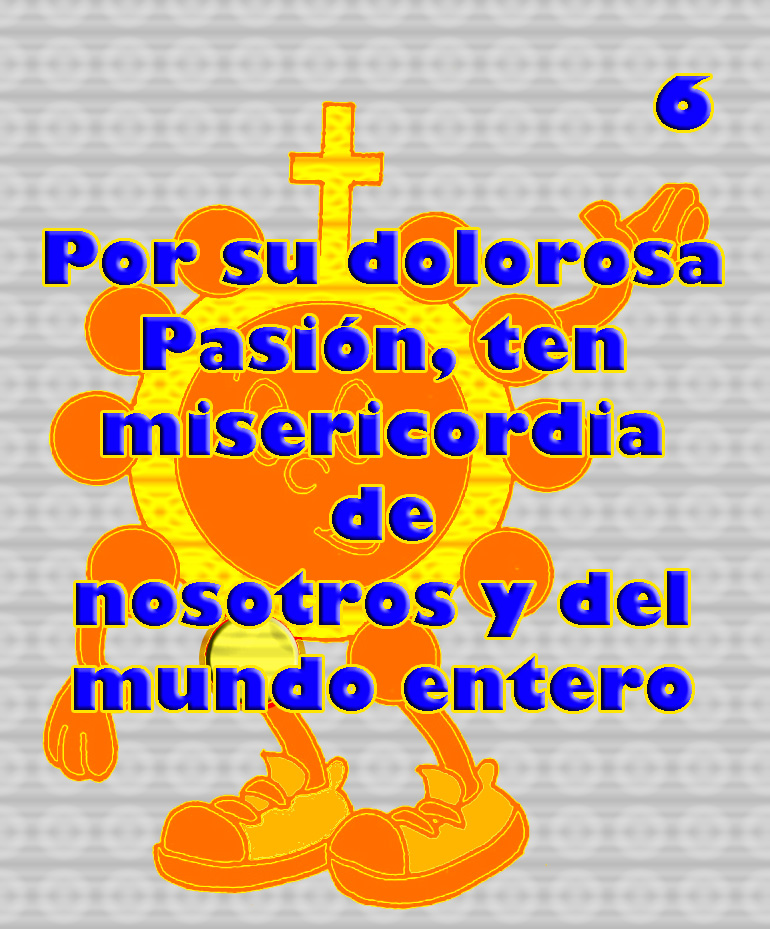 6
Por su dolorosa
Pasión, ten
misericordia
de
nosotros y del
mundo entero